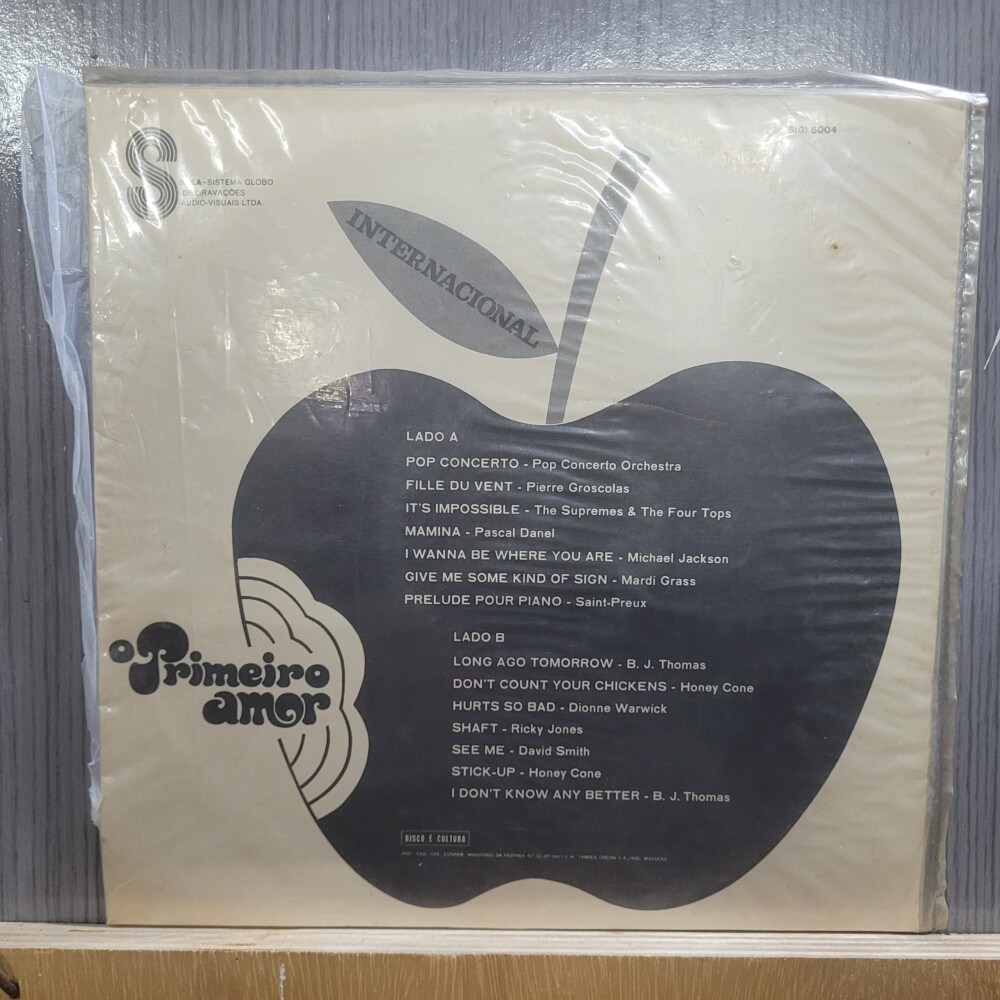 SIGI 5004
S
SIGLA - SISTEMA GLOBO
DE GRAVAÇÕES
AUDIO-VISUAIS LTDA.
INTERNACIONAL
LADO A
POP CONCERTO - Pop Concerto Orchestra
FILLE DU VENT - Pierre Groscolas
IT'S IMPOSSIBLE - The Supremes & The Four Tops
MAMINA - Pascal Danel
I WANNA BE WHERE YOU ARE - Michael Jackson
GIVE ME SOME KIND OF SIGN - Mardi Grass
PRELUDE POUR PIANO - Saint-Preux
LADO B
LONG AGO TOMORROW - B. J. Thomas
DON'T COUNT YOUR CHICKENS - Honey Cone
HURTS SO BAD - Dionne Warwick
SHAFT - Ricky Jones
SEE ME - David Smith
STICK-UP - Honey Cone
I DON'T KNOW ANY BETTER - B. J. Thomas
o Primeiro
amor
DISCO É CULTURA